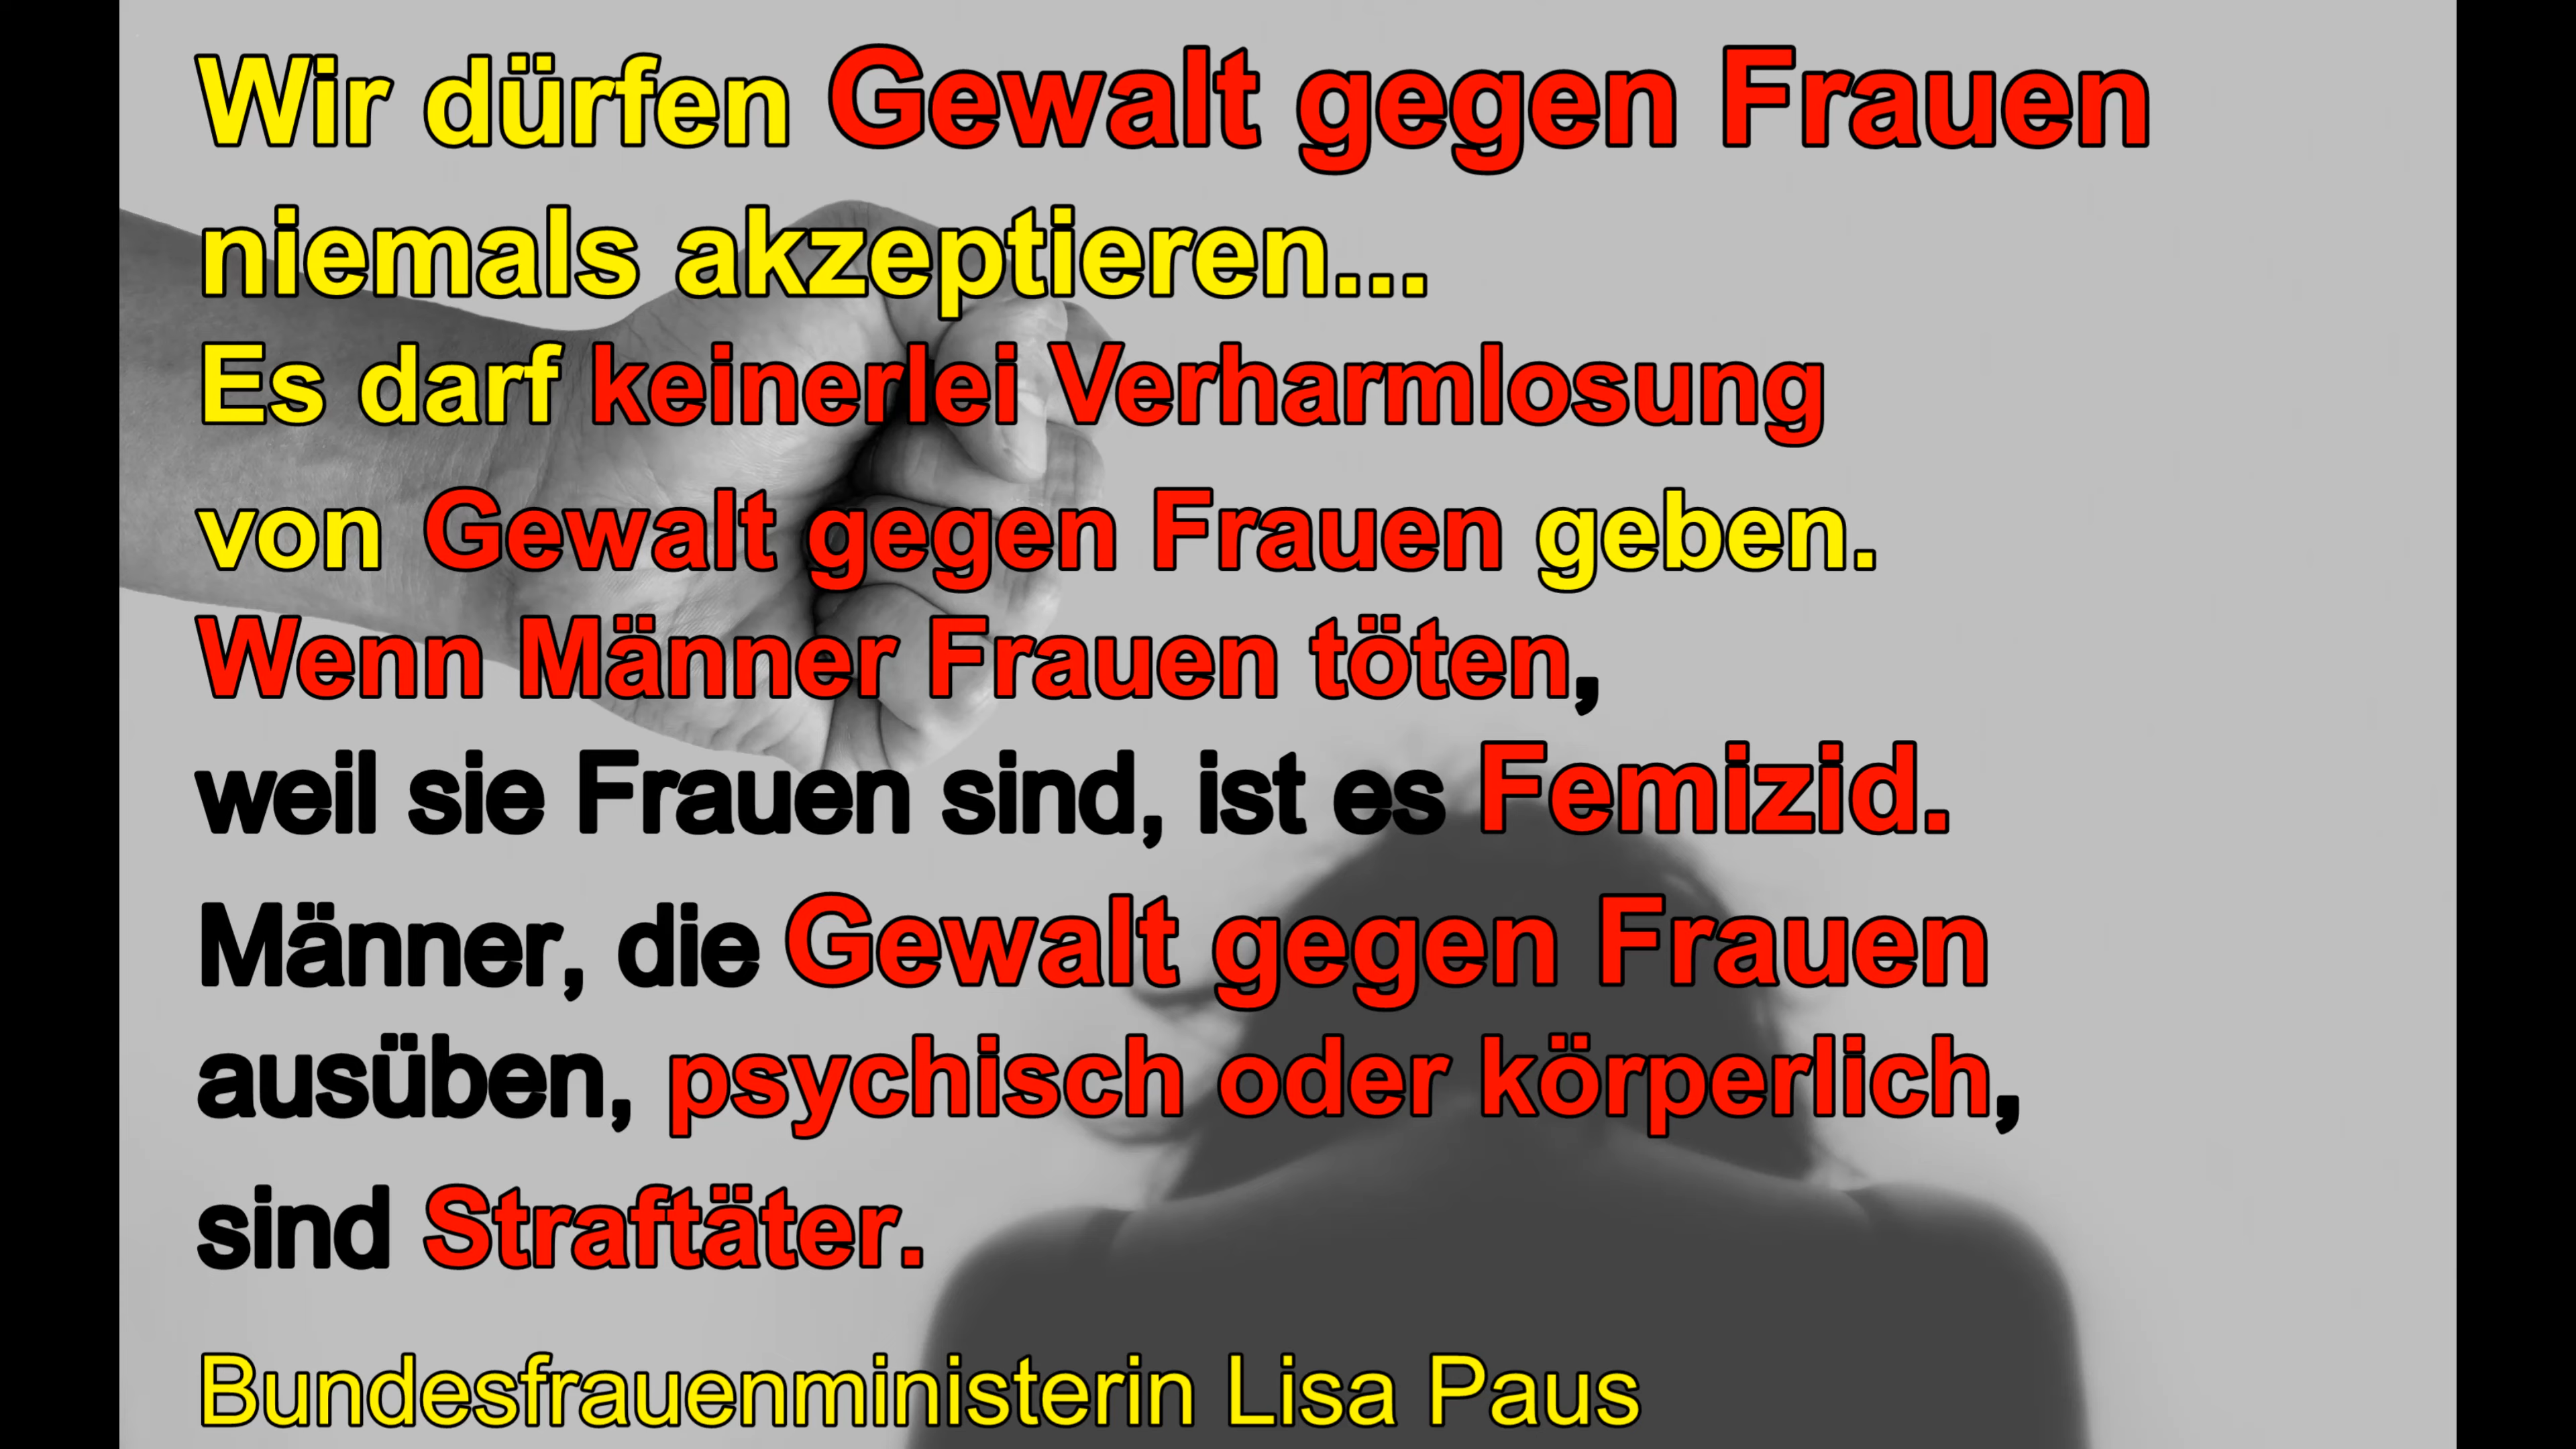 Wir dürfen Gewalt gegen Frauen
niemals akzeptieren...
Es darf keinerlei Verharmlosung
von Gewalt gegen Frauen geben.
Wenn Männer Frauen töten,
weil sie Frauen sind, ist es Femizid.
Männer, die Gewalt gegen Frauen
ausüben, psychisch oder körperlich,
sind Straftäter.
Bundesfrauenministerin Lisa Paus